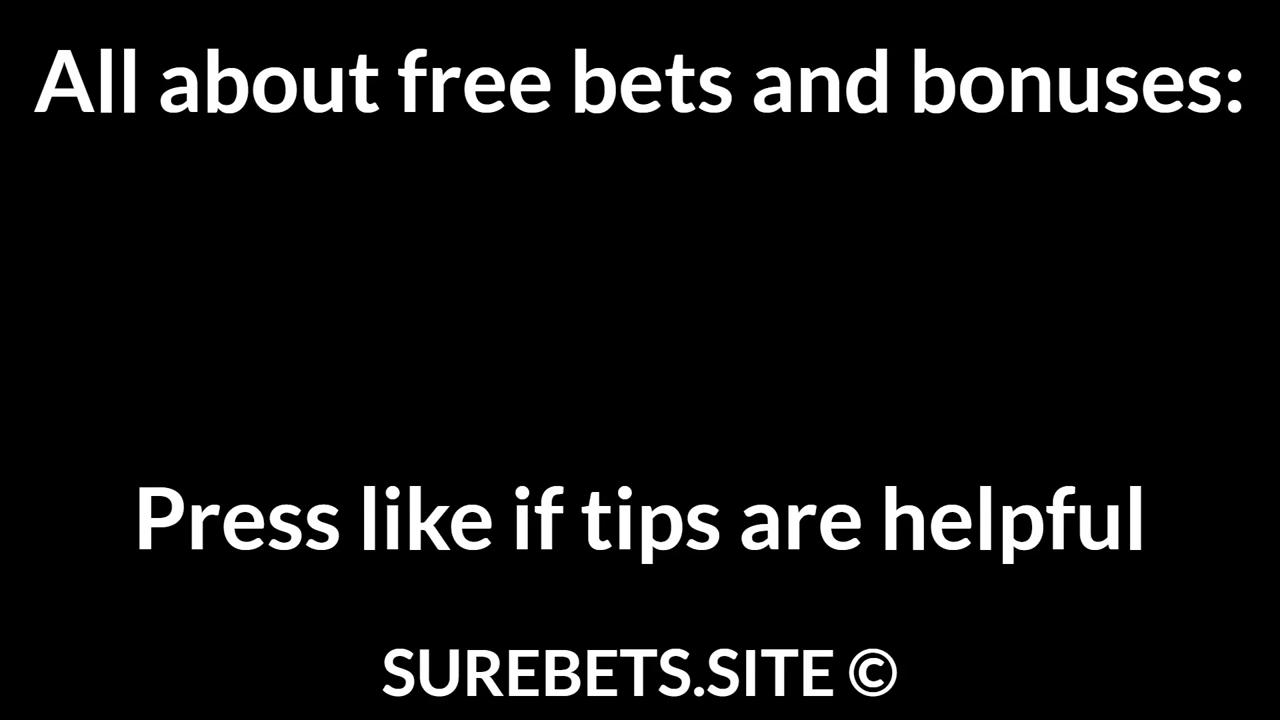 All about free bets and bonuses:
Press like if tips are helpful
SUREBETS.SITE ©